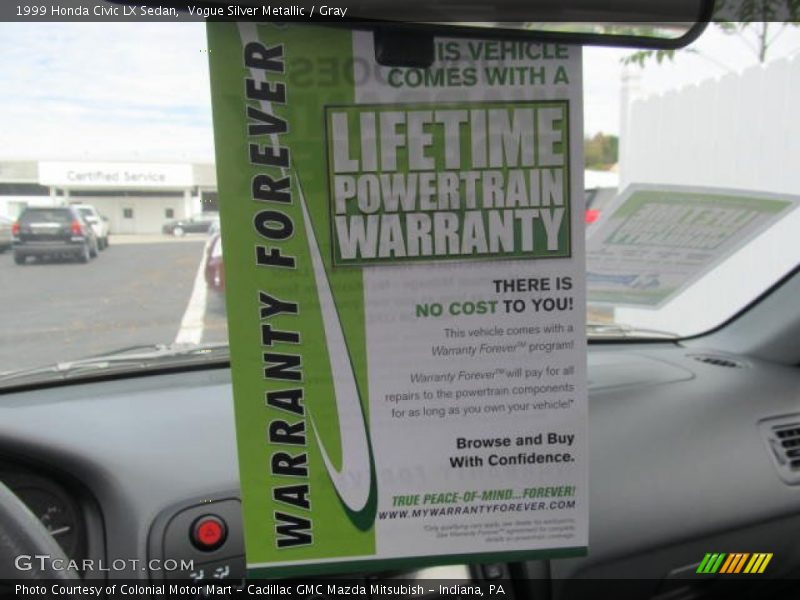 1999 Honda Civic LX Sedan, Vogue Silver Metallic / Gray
IS VEHICLE
COMES WITH A
LIFETIME
POWERTRAIN
WARRANTY
WARRANTY FOREVER
THERE IS
NO COST TO YOU!
This vehicle comes with a
Warranty Forever™ program!
Warranty Forever™ will pay for all
repairs to the powertrain components
for as long as you own your vehicle!*
Browse and Buy
With Confidence.
TRUE PEACE-OF-MIND...FOREVER!
WWW.MYWARRANTYFOREVER.COM
Certified Service
GTCARLOT.COM
Photo Courtesy of Colonial Motor Mart - Cadillac GMC Mazda Mitsubish - Indiana, PA